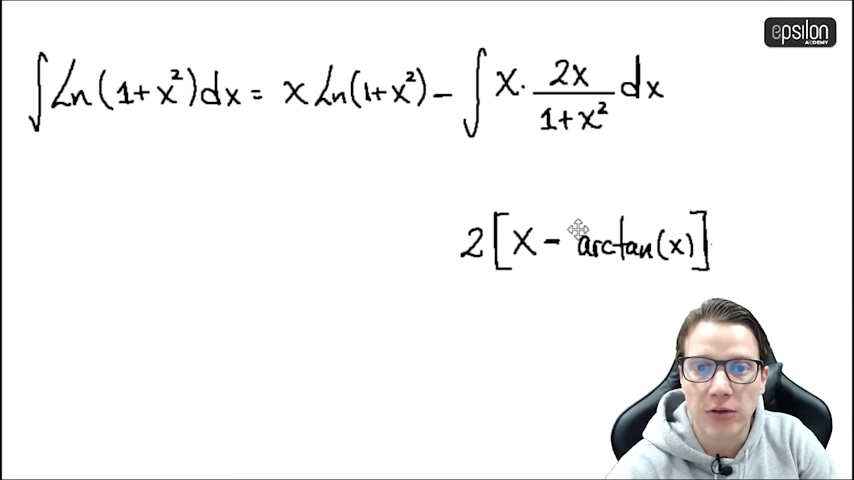 epsilon
ACADEMY
∫ Ln(1+x²)dx = x Ln(1+x²) - ∫ x · 2x/(1+x²) dx
2[x - arctan(x)]